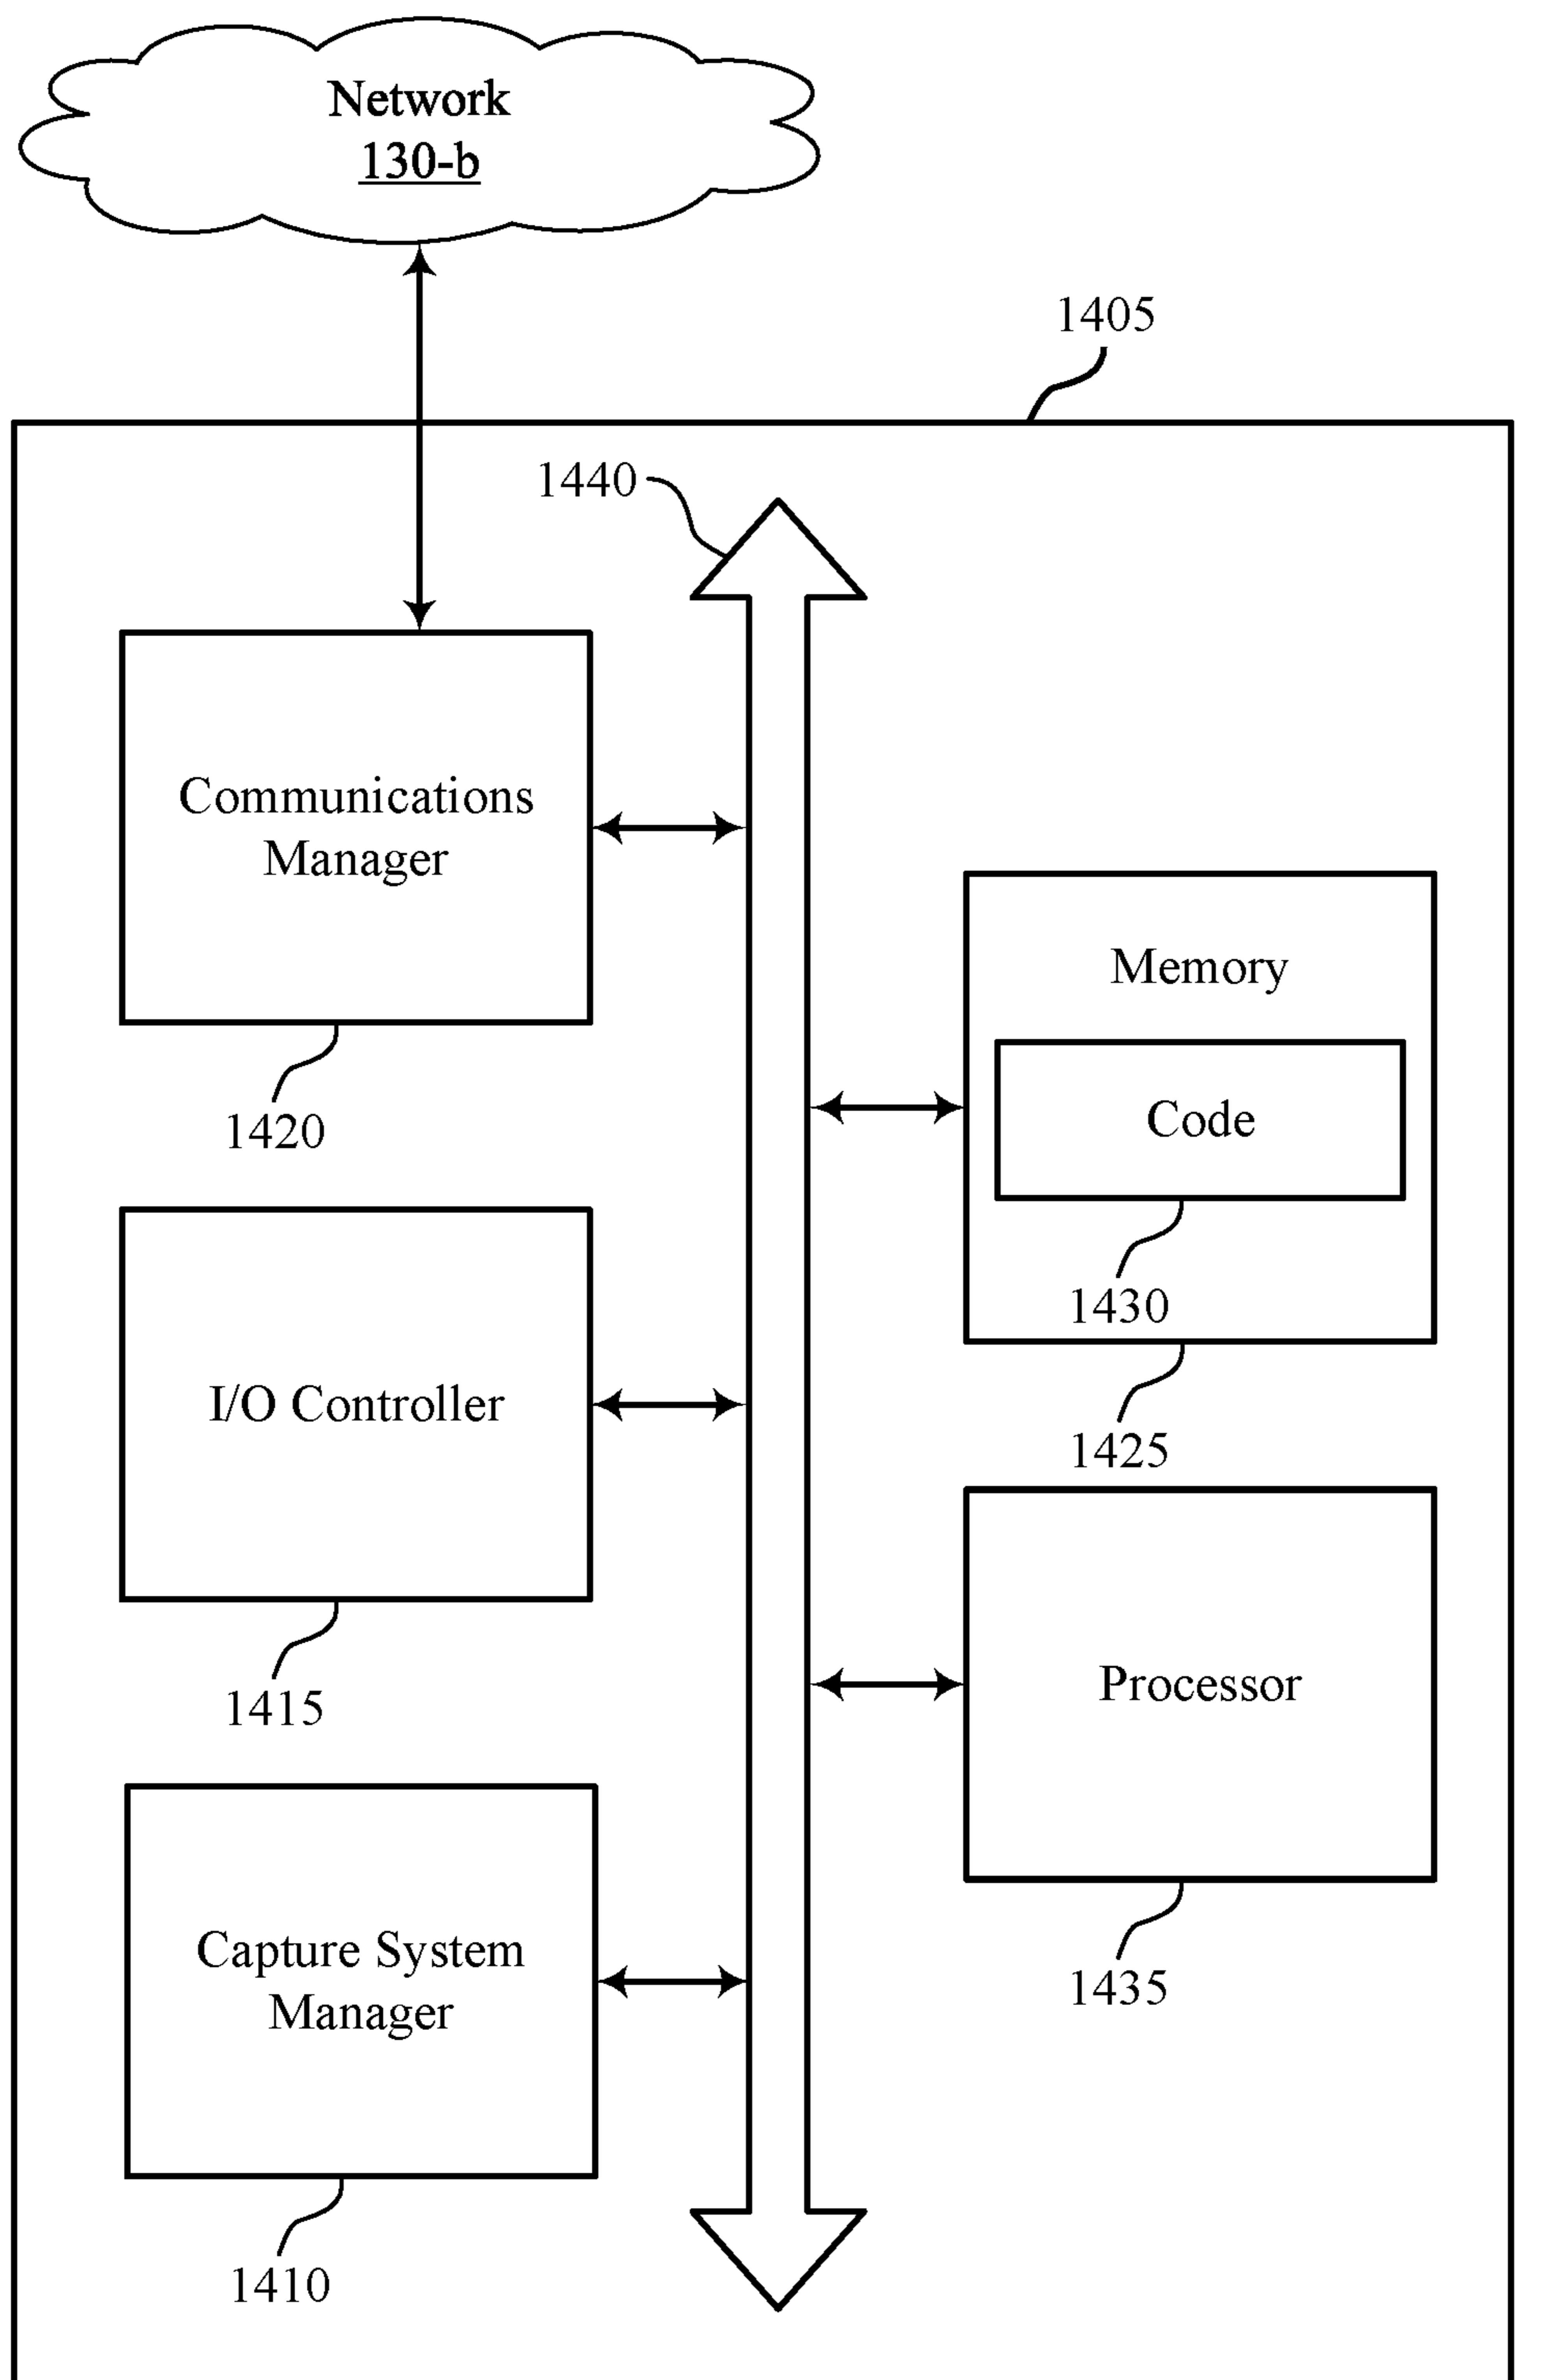 Network
130-b
1405
1440
Communications
Manager
1420
Memory
Code
1430
1425
I/O Controller
1415
Processor
1435
Capture System
Manager
1410